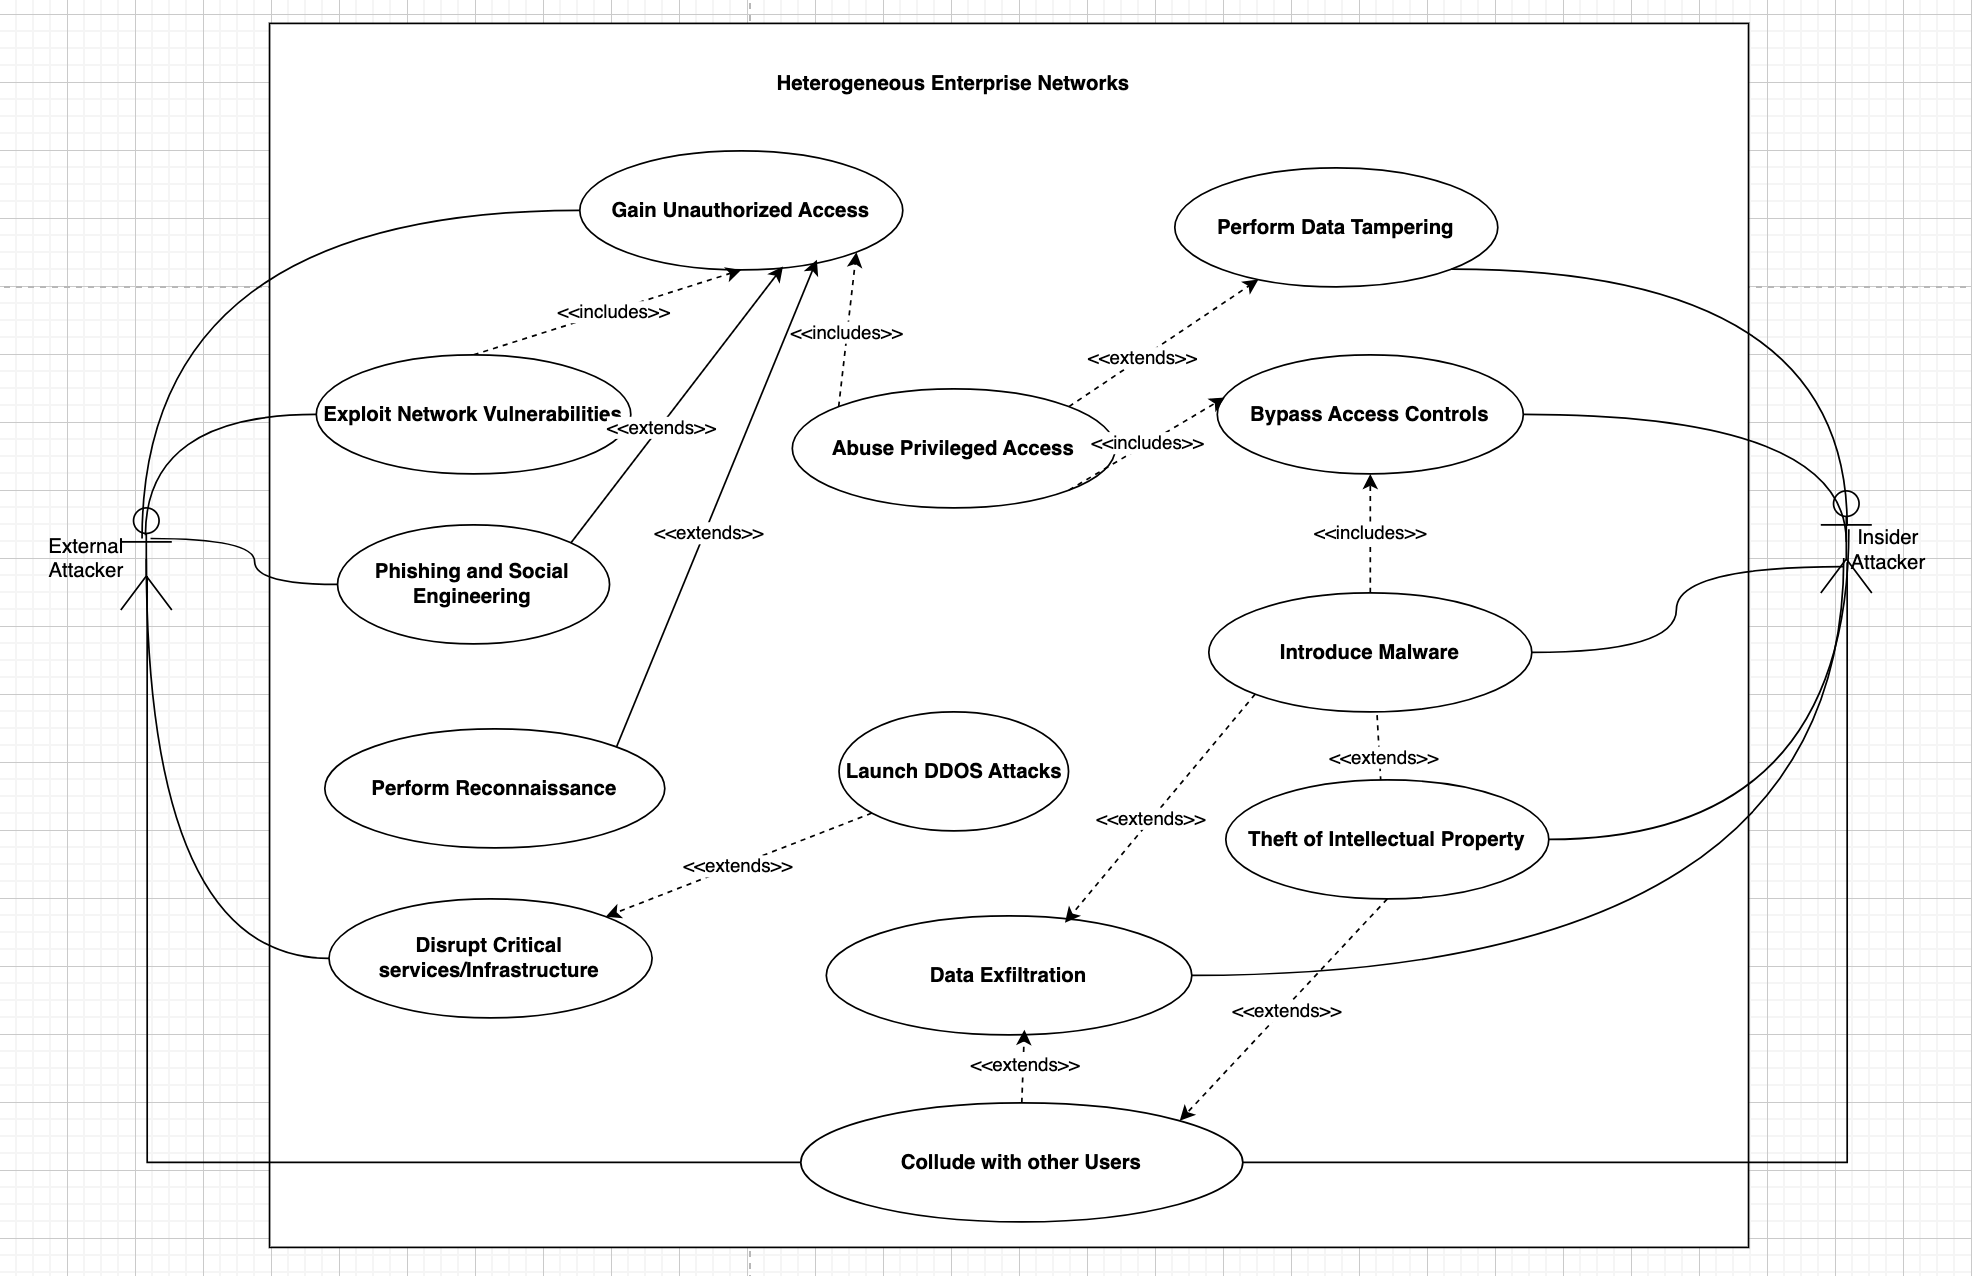 Heterogeneous Enterprise Networks
Gain Unauthorized Access
Perform Data Tampering
<<includes>>
<<includes>>
<<extends>>
Exploit Network Vulnerabilities
<<extends>>
Abuse Privileged Access
<<includes>>
Bypass Access Controls
External
Attacker
Insider
Attacker
<<extends>>
<<includes>>
Phishing and Social
Engineering
Introduce Malware
Perform Reconnaissance
Launch DDOS Attacks
<<extends>>
<<extends>>
<<extends>>
Theft of Intellectual Property
Disrupt Critical
services/Infrastructure
Data Exfiltration
<<extends>>
<<extends>>
Collude with other Users